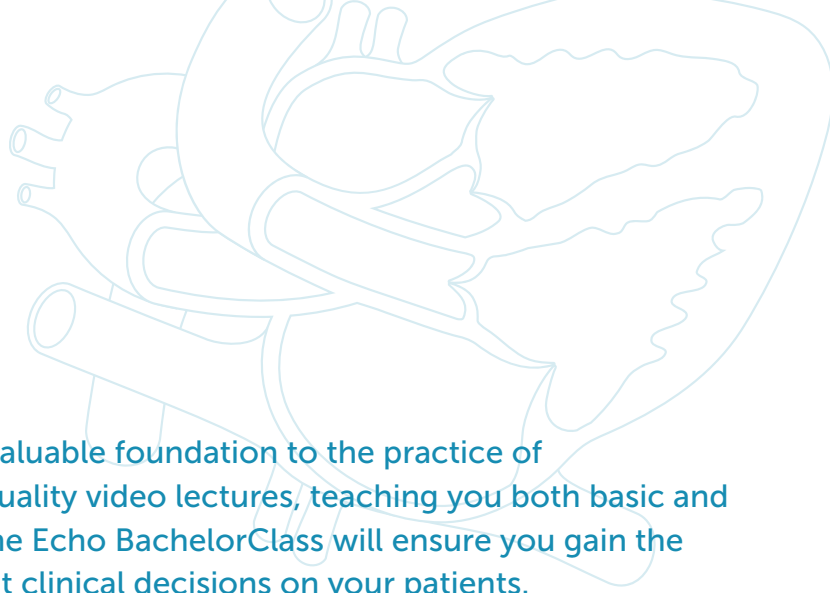 aluable foundation to the practice of
uality video lectures, teaching you both basic and
ne Echo BachelorClass will ensure you gain the
t clinical decisions on your patients.